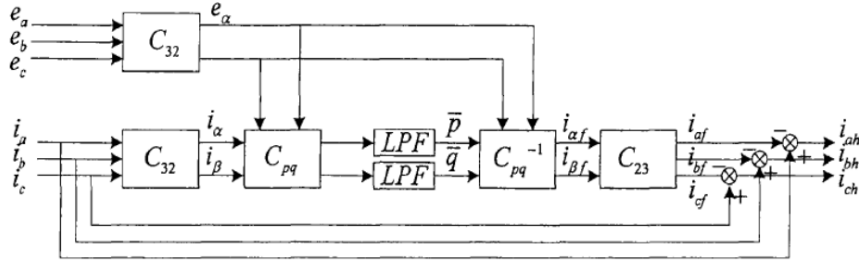 e_a
e_b
e_c
C_32
e_α
i_a
i_b
i_c
C_32
i_α
i_β
C_pq
LPF
LPF
p̄
q̄
C_pq^-1
i_αf
i_βf
C_23
i_af
i_bf
i_cf
−
+
−
+
−
+
i_ah
i_bh
i_ch